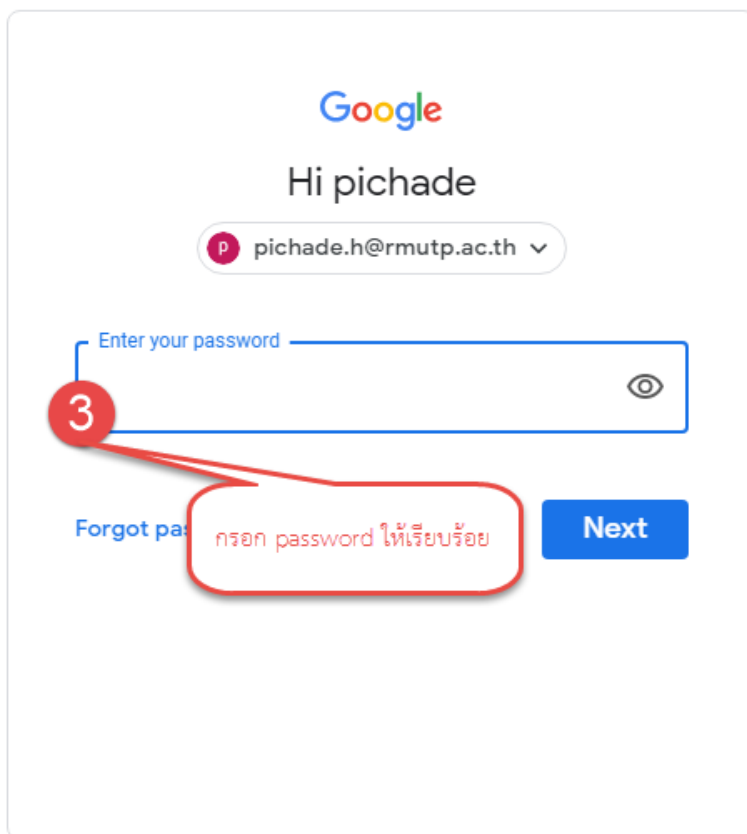 Google
Hi pichade
p pichade.h@rmutp.ac.th
Enter your password
3
Forgot pas
กรอก password ให้เรียบร้อย
Next